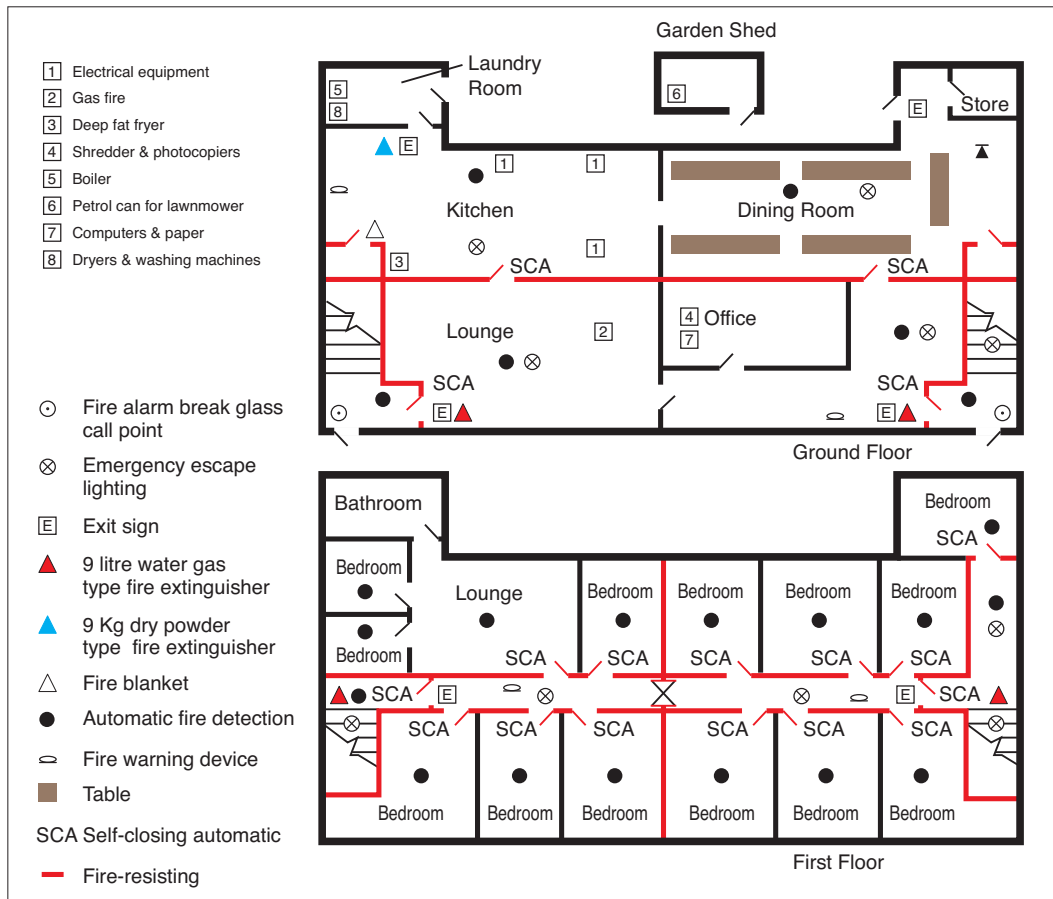 Garden Shed
1 Electrical equipment
2 Gas fire
3 Deep fat fryer
4 Shredder & photocopiers
5 Boiler
6 Petrol can for lawnmower
7 Computers & paper
8 Dryers & washing machines
Laundry
Room
5
8
6
E
Store
E
1
1
Kitchen
Dining Room
1
3
SCA
SCA
Lounge
2
4
7
Office
SCA
E
SCA
E
Ground Floor
Fire alarm break glass
call point
Emergency escape
lighting
E Exit sign
9 litre water gas
type fire extinguisher
9 Kg dry powder
type fire extinguisher
Fire blanket
Automatic fire detection
Fire warning device
Table
SCA Self-closing automatic
Fire-resisting
Bathroom
Bedroom
SCA
Bedroom
Lounge
Bedroom
Bedroom
Bedroom
Bedroom
Bedroom
SCA
SCA
SCA
SCA
SCA
E
E
SCA
SCA
SCA
SCA
SCA
SCA
SCA
Bedroom
Bedroom
Bedroom
Bedroom
Bedroom
Bedroom
First Floor